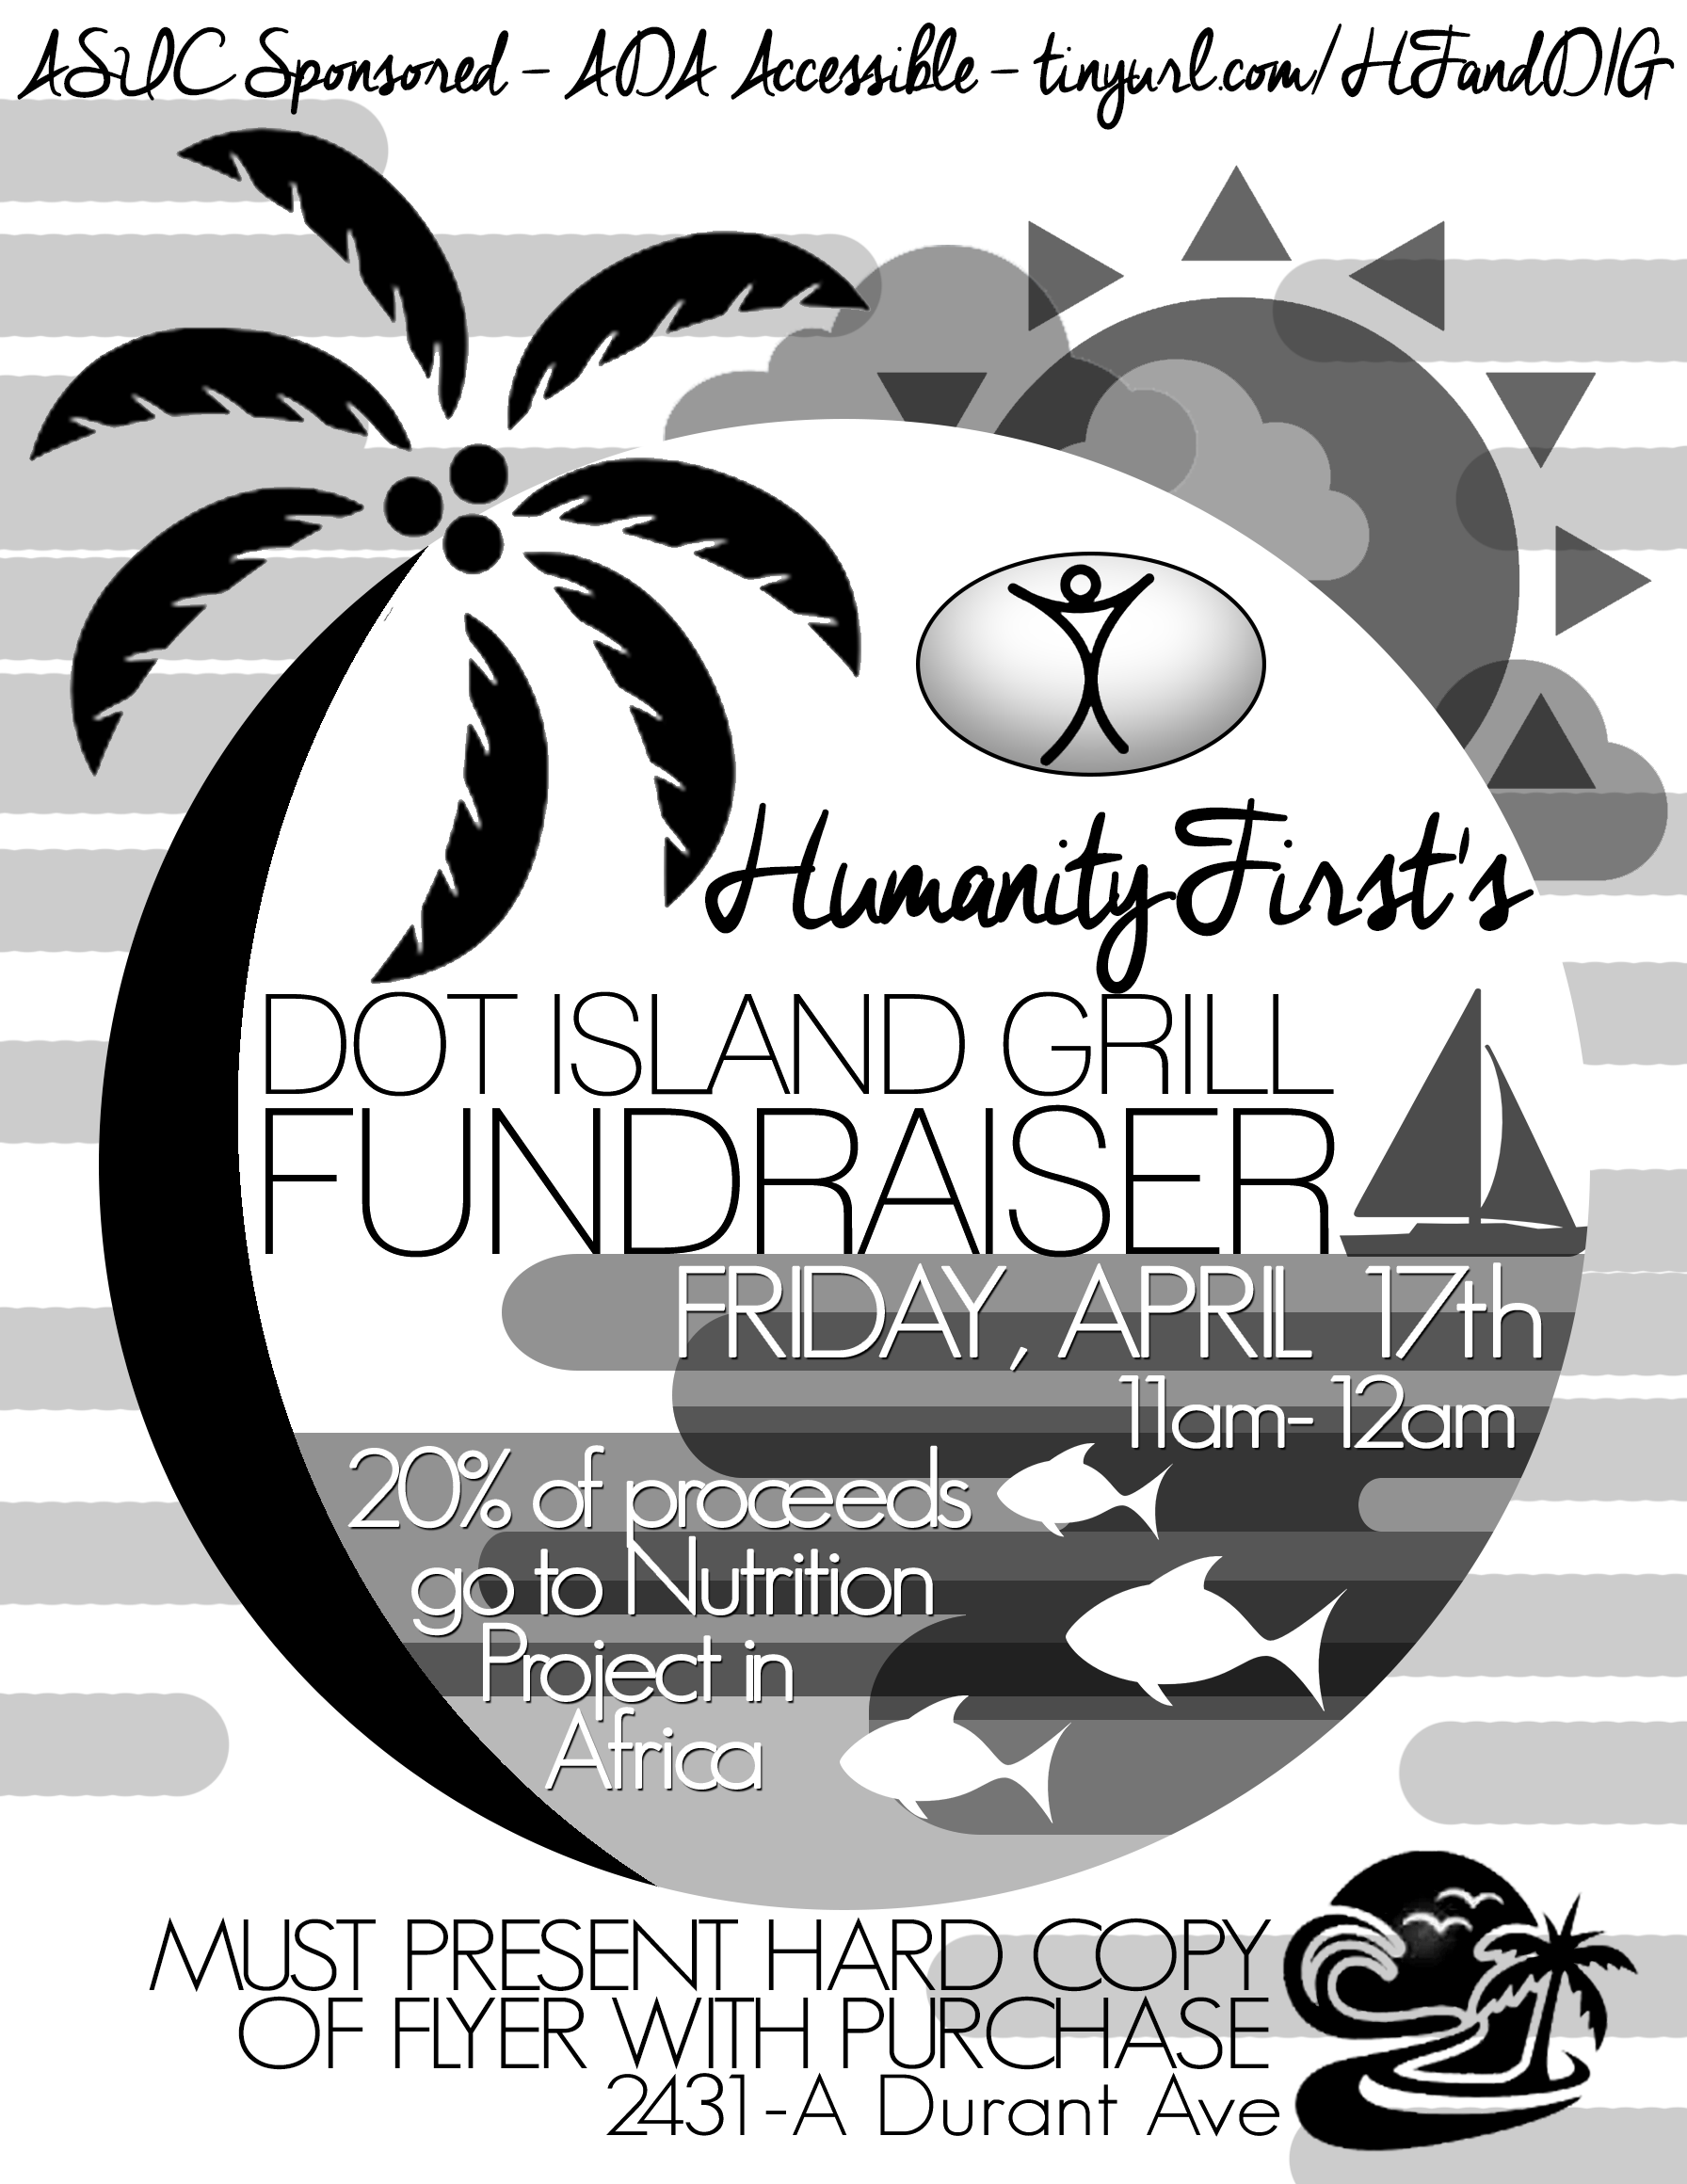 ASUC Sponsored - ADA Accessible - tinyurl.com/HFandDIG
Humanity First's
DOT ISLAND GRILL
FUNDRAISER
FRIDAY, APRIL 17th
11am-12am
20% of proceeds
go to Nutrition
Project in
Africa
MUST PRESENT HARD COPY
OF FLYER WITH PURCHASE
2431-A Durant Ave